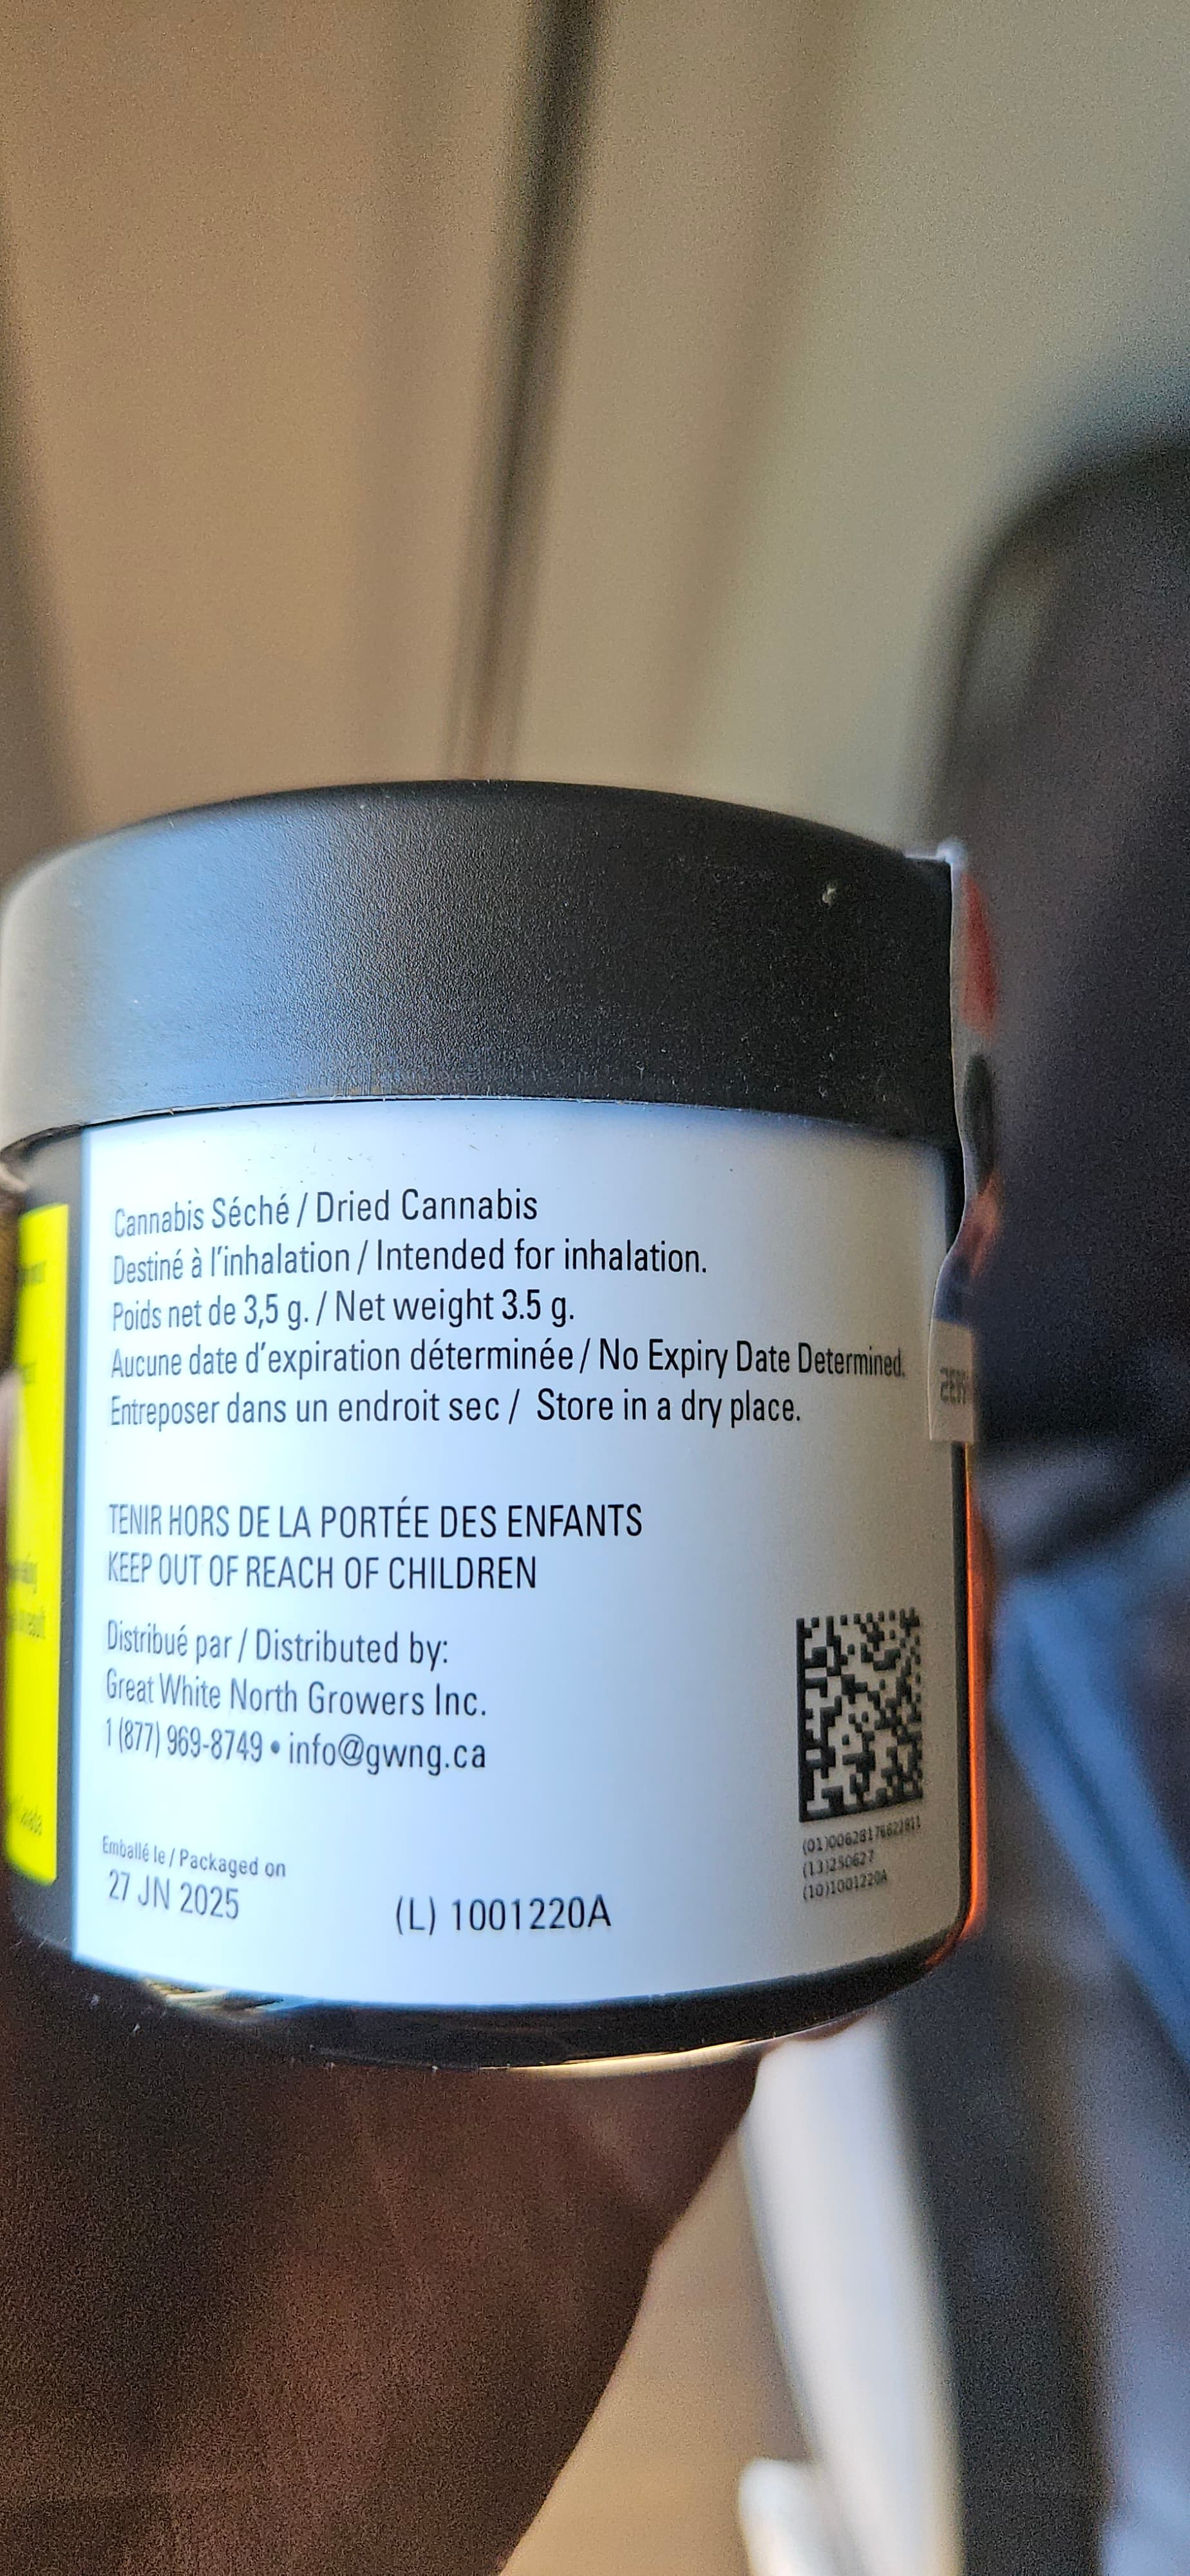 Cannabis Séché / Dried Cannabis
Destiné à l'inhalation / Intended for inhalation.
Poids net de 3,5 g. / Net weight 3.5 g.
Aucune date d'expiration déterminée / No Expiry Date Determined.
Entreposer dans un endroit sec / Store in a dry place.
TENIR HORS DE LA PORTÉE DES ENFANTS
KEEP OUT OF REACH OF CHILDREN
Distribué par / Distributed by:
Great White North Growers Inc.
1 (877) 969-8749 • info@gwng.ca
Emballé le / Packaged on
27 JN 2025
(L) 1001220A
(13)250627
(10)1001220A